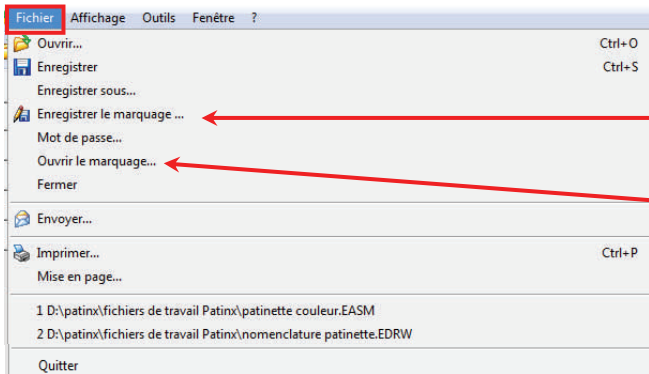 Fichier Affichage Outils Fenêtre ?
Ouvrir... Ctrl+O
Enregistrer Ctrl+S
Enregistrer sous...
Enregistrer le marquage ...
Mot de passe...
Ouvrir le marquage...
Fermer
Envoyer...
Imprimer... Ctrl+P
Mise en page...
1 D:\patinx\fichiers de travail Patinx\patinette couleur.EASM
2 D:\patinx\fichiers de travail Patinx\nomenclature patinette.EDRW
Quitter